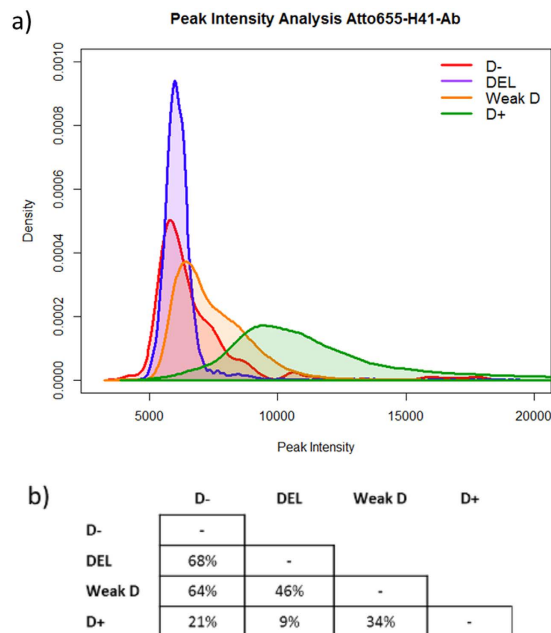 a)
Peak Intensity Analysis Atto655-H41-Ab
D-
DEL
Weak D
D+
Density
0.0000 0.0002 0.0004 0.0006 0.0008 0.0010
5000 10000 15000 20000
Peak Intensity
b)
D- DEL Weak D D+
D- -
DEL 68% -
Weak D 64% 46% -
D+ 21% 9% 34% -